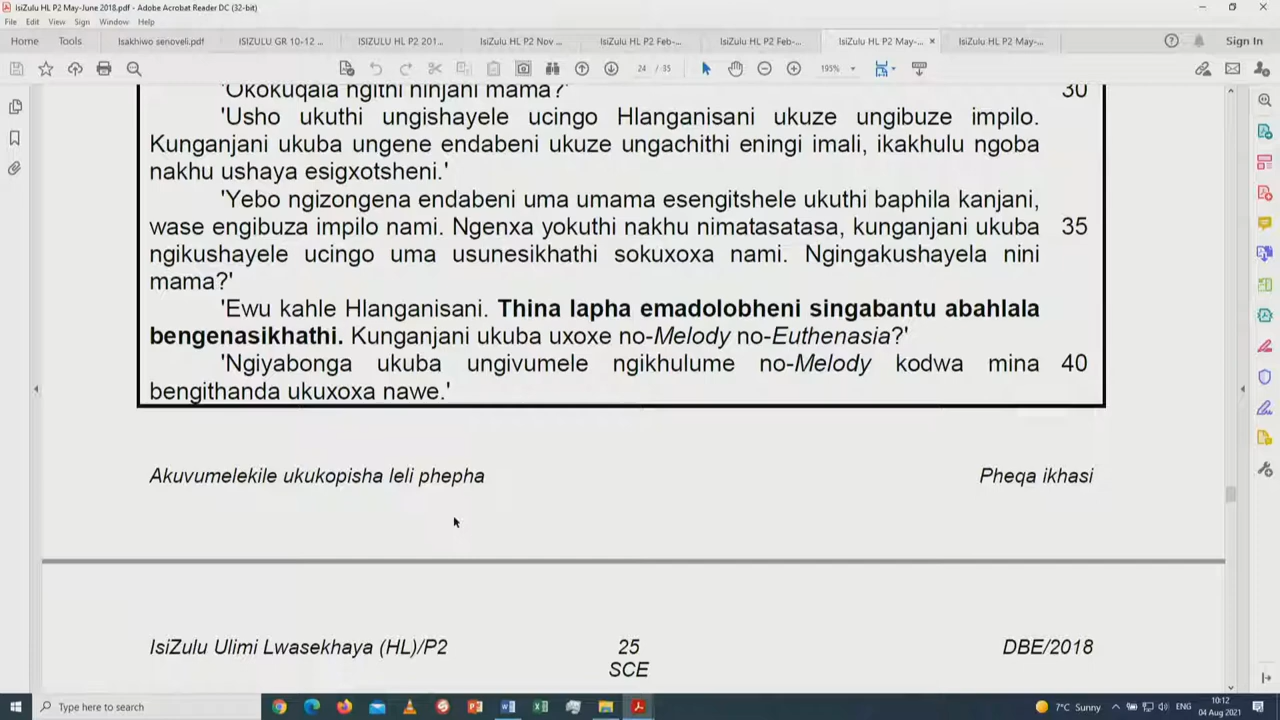 IsiZulu HL P2 May-June 2018.pdf - Adobe Acrobat Reader DC (32-bit)
File Edit View Sign Window Help
Home Tools Isakhiwo senoveli.pdf ISIZULU GR 10-12 ... ISIZULU HL P2 201... IsiZulu HL P2 Nov ... IsiZulu HL P2 Feb-... IsiZulu HL P2 Feb-... IsiZulu HL P2 May-... × IsiZulu HL P2 May-... Sign In
24 / 35 195%
'Okokuqala ngithi ninjani mama?' 30
'Usho ukuthi ungishayele ucingo Hlanganisani ukuze ungibuze impilo.
Kunganjani ukuba ungene endabeni ukuze ungachithi eningi imali, ikakhulu ngoba
nakhu ushaya esigxotsheni.'
'Yebo ngizongena endabeni uma umama esengitshele ukuthi baphila kanjani,
wase engibuza impilo nami. Ngenxa yokuthi nakhu nimatasatasa, kunganjani ukuba 35
ngikushayele ucingo uma usunesikhathi sokuxoxa nami. Ngingakushayela nini
mama?'
'Ewu kahle Hlanganisani. Thina lapha emadolobheni singabantu abahlala
bengenasikhathi. Kunganjani ukuba uxoxe no-Melody no-Euthenasia?'
'Ngiyabonga ukuba ungivumele ngikhulume no-Melody kodwa mina 40
bengithanda ukuxoxa nawe.'
Akuvumelekile ukukopisha leli phepha Pheqa ikhasi
IsiZulu Ulimi Lwasekhaya (HL)/P2 25 DBE/2018
SCE
Type here to search 7°C Sunny ENG 10:12
04 Aug 2021